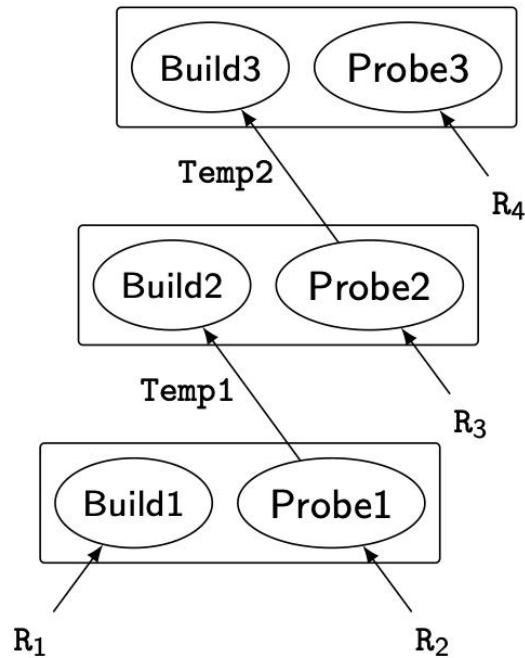 Build3 Probe3
Temp2
R₄
Build2 Probe2
Temp1
R₃
Build1 Probe1
R₁ R₂